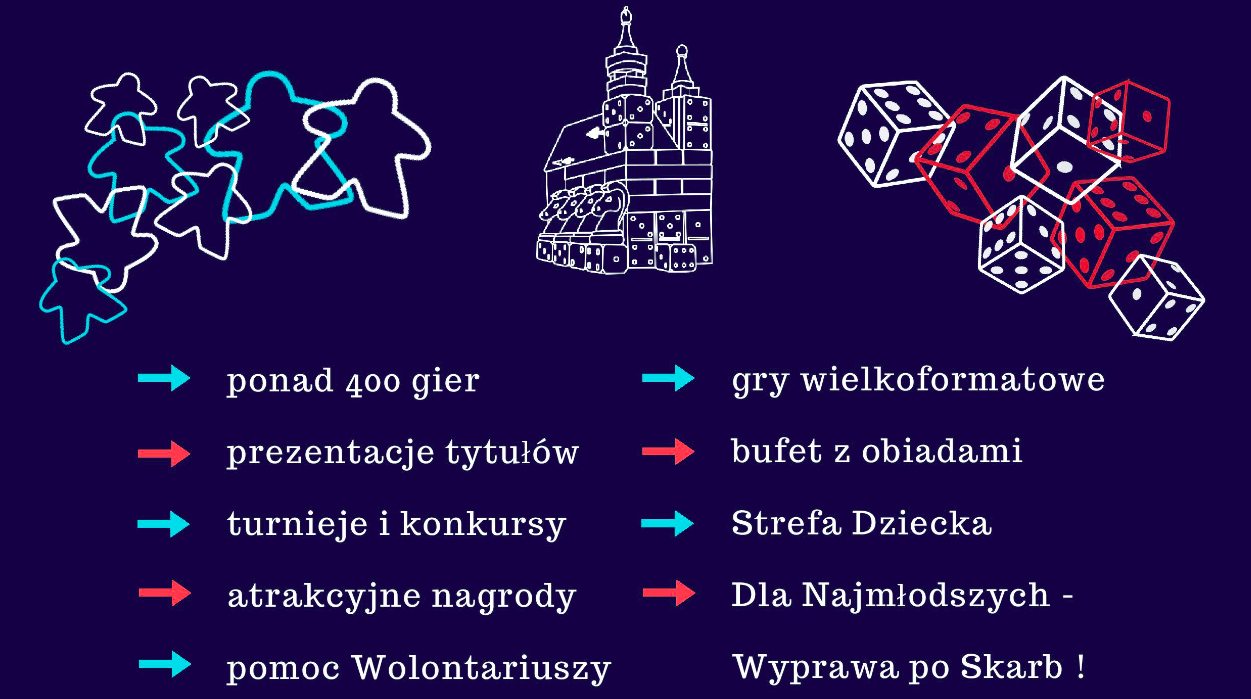 ponad 400 gier
prezentacje tytułów
turnieje i konkursy
atrakcyjne nagrody
pomoc Wolontariuszy
gry wielkoformatowe
bufet z obiadami
Strefa Dziecka
Dla Najmłodszych -
Wyprawa po Skarb !